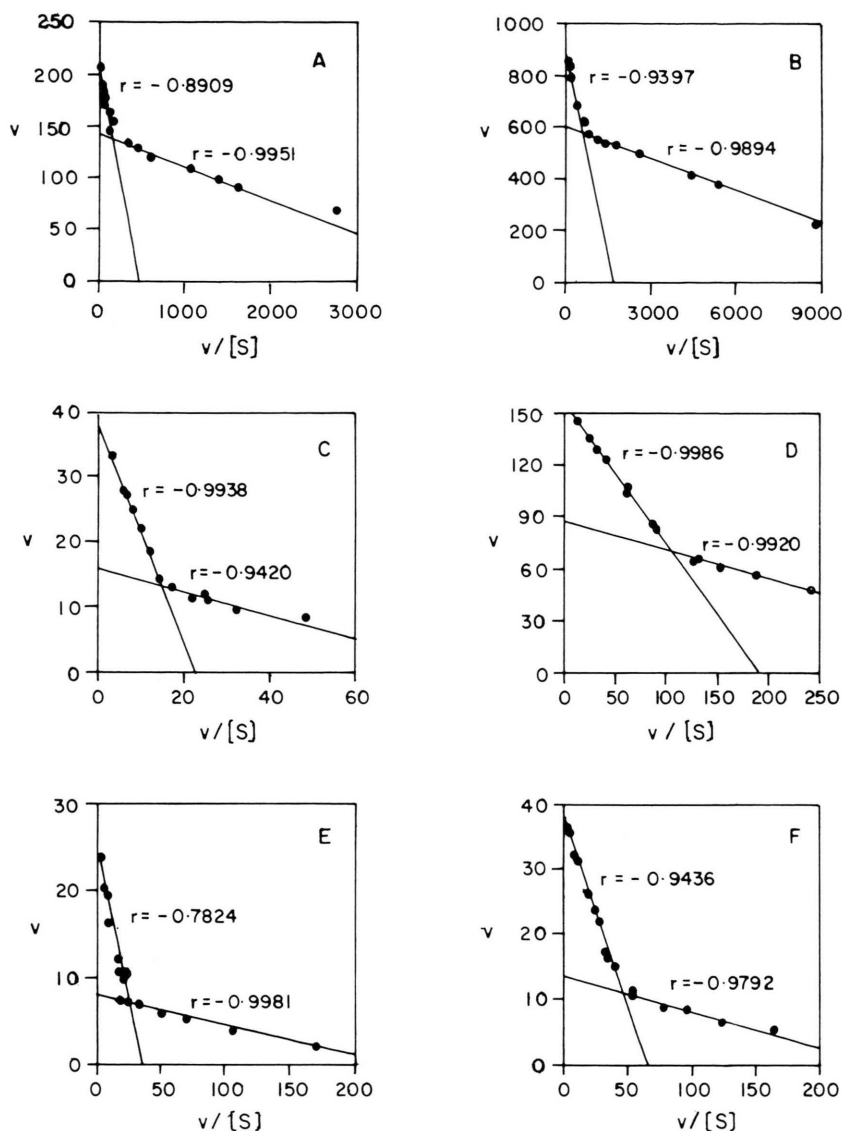 250
200
150
100
50
0
v
A
r = - 0·8909
r = -0·9951
0 1000 2000 3000
v / [S]
1000
800
600
400
200
0
v
B
r = -0·9397
r = -0·9894
0 3000 6000 9000
v / [S]
40
30
20
10
0
v
C
r = -0·9938
r = -0·9420
0 20 40 60
v / [S]
150
120
90
60
30
0
v
D
r = -0·9986
r = -0·9920
0 50 100 150 200 250
v / [S]
30
20
10
0
v
E
r = -0·7824
r = -0·9981
0 50 100 150 200
v / [S]
40
30
20
10
0
v
F
r = -0·9436
r = -0·9792
0 50 100 150 200
v / [S]